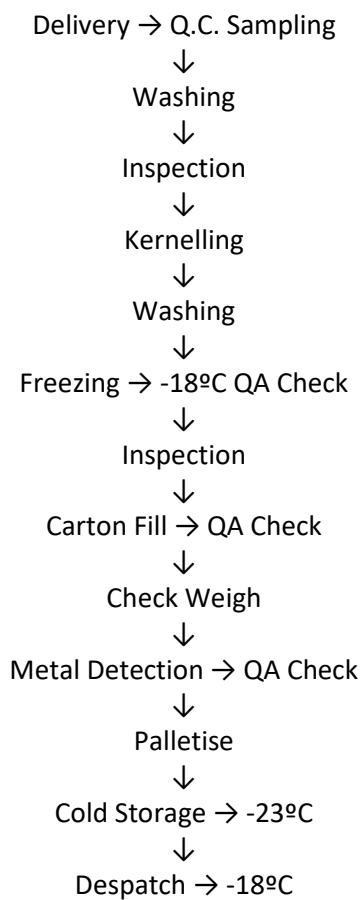 Delivery → Q.C. Sampling
↓
Washing
↓
Inspection
↓
Kernelling
↓
Washing
↓
Freezing → -18ºC QA Check
↓
Inspection
↓
Carton Fill → QA Check
↓
Check Weigh
↓
Metal Detection → QA Check
↓
Palletise
↓
Cold Storage → -23ºC
↓
Despatch → -18ºC